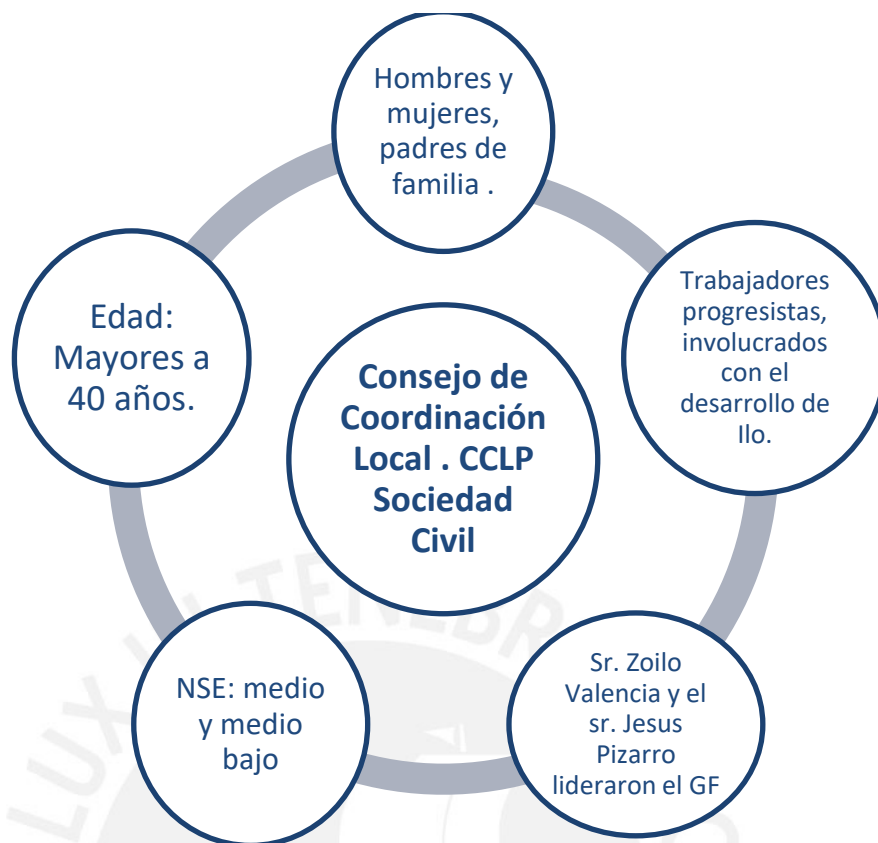 Hombres y
mujeres,
padres de
familia .
Trabajadores
progresistas,
involucrados
con el
desarrollo de
Ilo.
Edad:
Mayores a
40 años.
Consejo de
Coordinación
Local . CCLP
Sociedad
Civil
Sr. Zoilo
Valencia y el
sr. Jesus
Pizarro
lideraron el GF
NSE: medio
y medio
bajo
LUX